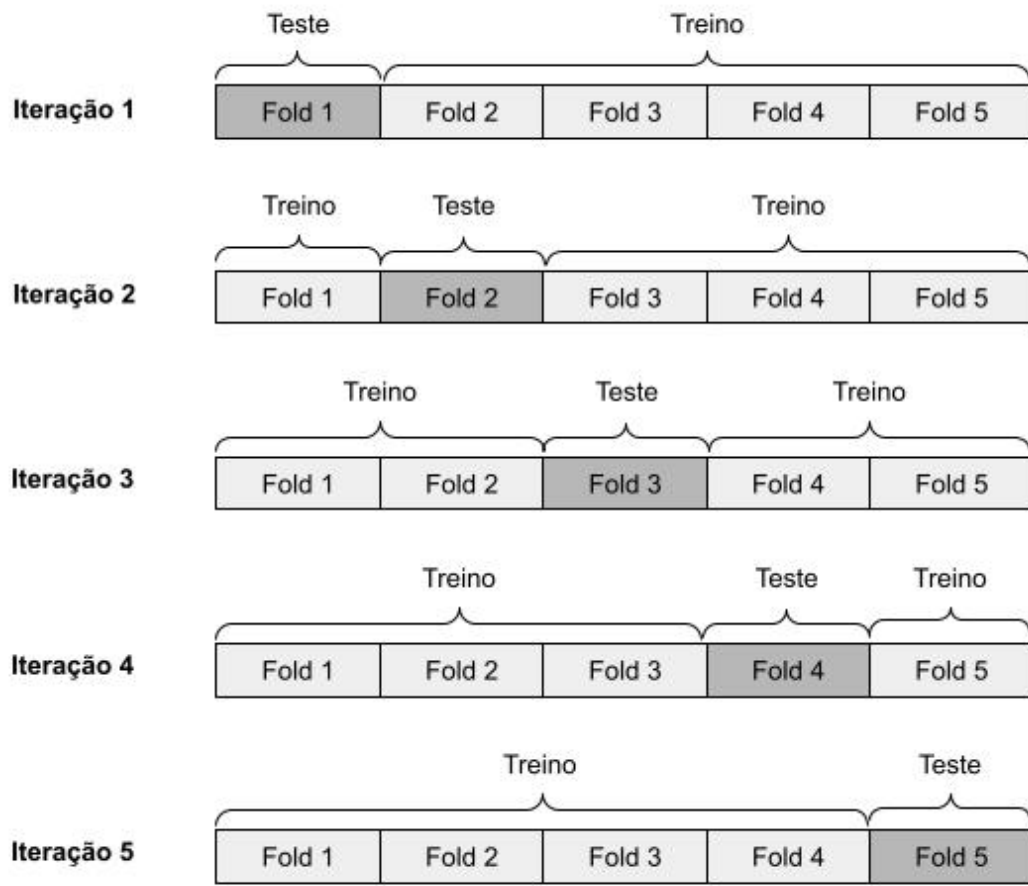 Teste Treino
Iteração 1 Fold 1 Fold 2 Fold 3 Fold 4 Fold 5
Treino Teste Treino
Iteração 2 Fold 1 Fold 2 Fold 3 Fold 4 Fold 5
Treino Teste Treino
Iteração 3 Fold 1 Fold 2 Fold 3 Fold 4 Fold 5
Treino Teste Treino
Iteração 4 Fold 1 Fold 2 Fold 3 Fold 4 Fold 5
Treino Teste
Iteração 5 Fold 1 Fold 2 Fold 3 Fold 4 Fold 5